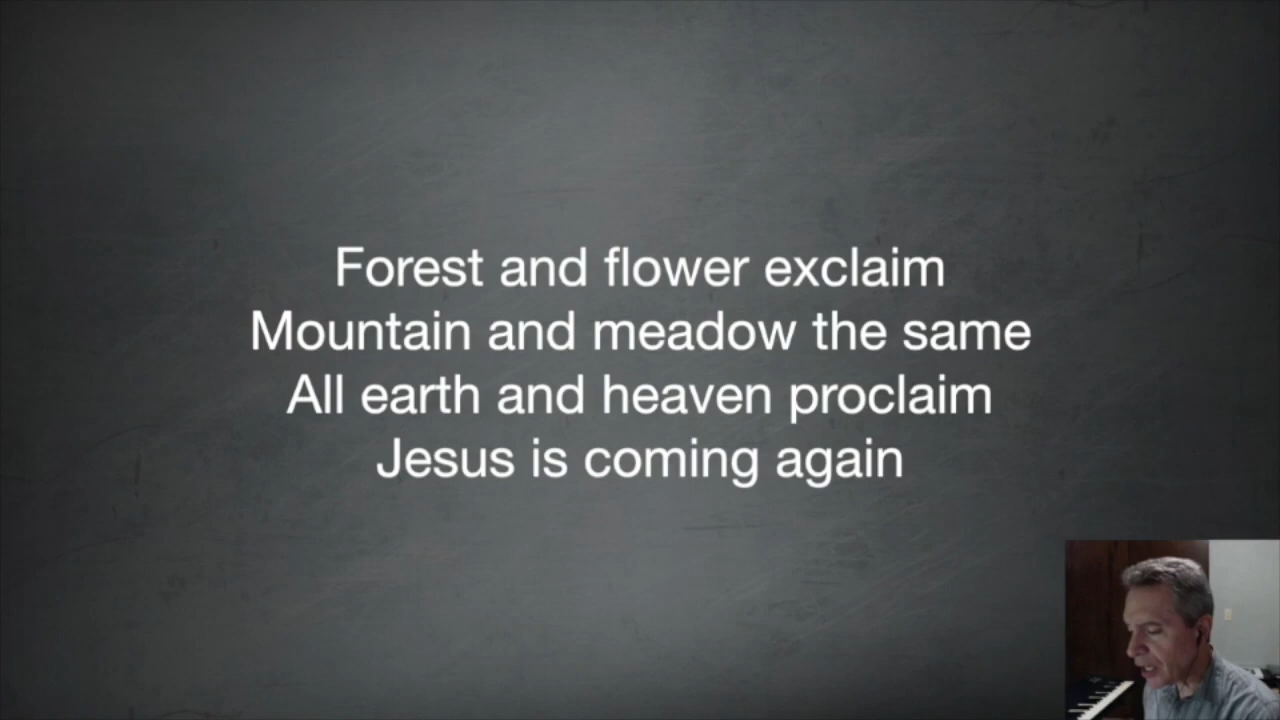 Forest and flower exclaim
Mountain and meadow the same
All earth and heaven proclaim
Jesus is coming again